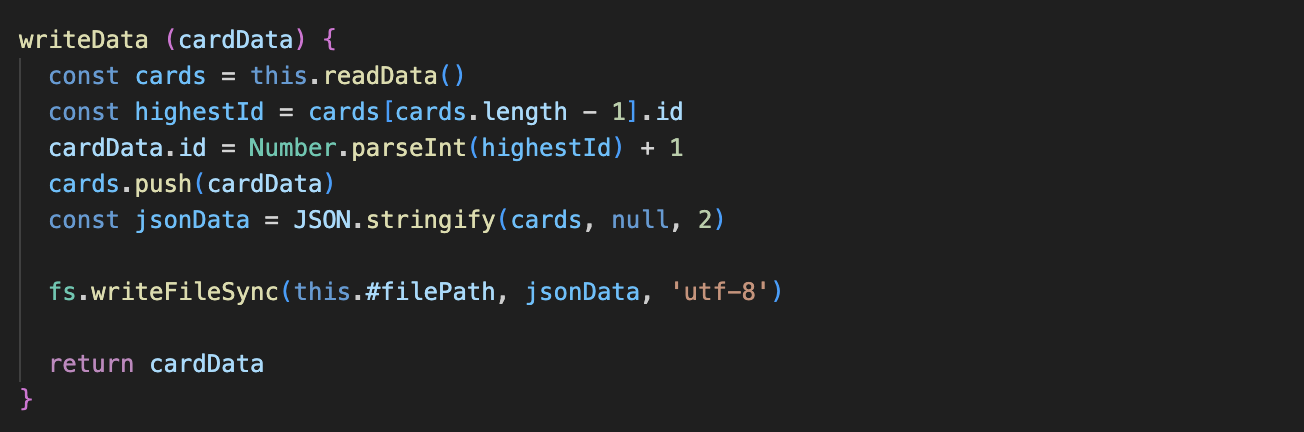 writeData (cardData) {
  const cards = this.readData()
  const highestId = cards[cards.length - 1].id
  cardData.id = Number.parseInt(highestId) + 1
  cards.push(cardData)
  const jsonData = JSON.stringify(cards, null, 2)

  fs.writeFileSync(this.#filePath, jsonData, 'utf-8')

  return cardData
}